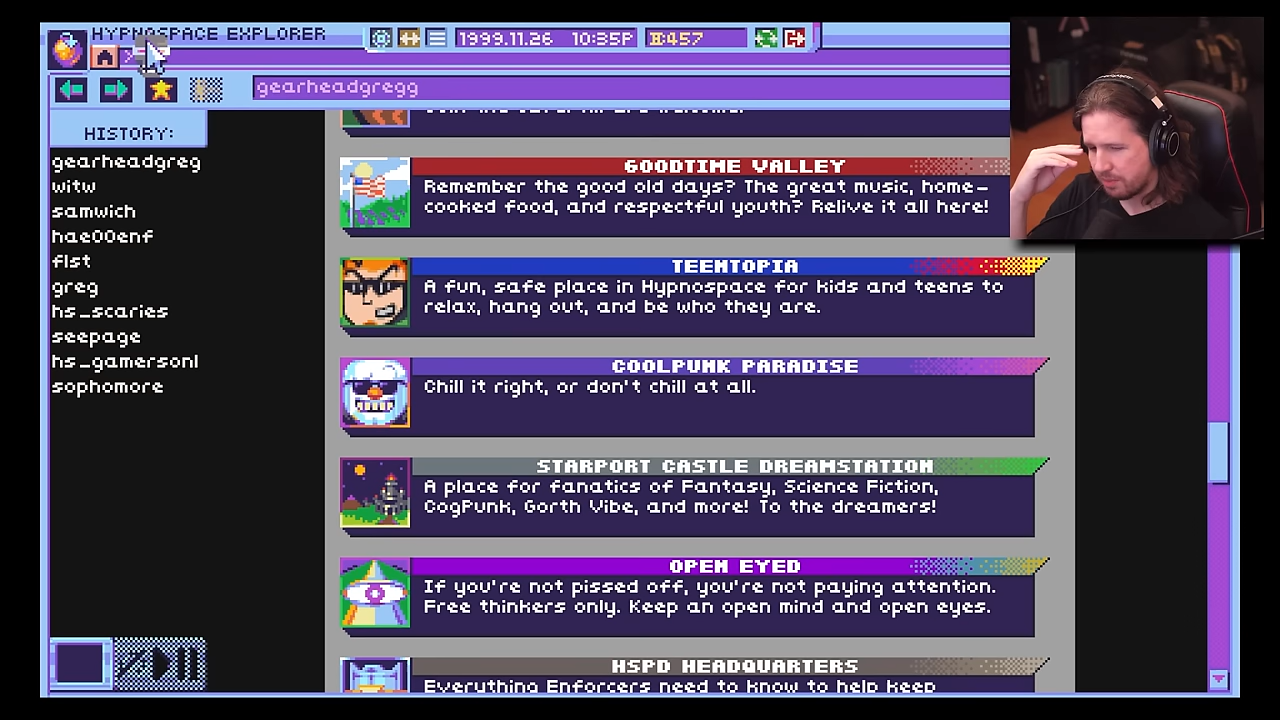 HYPNOSPACE EXPLORER
1999.11.26 10:35P
457
gearheadgregg
HISTORY:
gearheadgreg
witw
samwich
hae00enf
flst
greg
hs_scaries
seepage
hs_gamersonl
sophomore
GOODTIME VALLEY
Remember the good old days? The great music, home-
cooked food, and respectful youth? Relive it all here!
TEENTOPIA
A fun, safe place in Hypnospace for kids and teens to
relax, hang out, and be who they are.
COOLPUNK PARADISE
Chill it right, or don't chill at all.
STARPORT CASTLE DREAMSTATION
A place for fanatics of Fantasy, Science Fiction,
CogPunk, Gorth Vibe, and more! To the dreamers!
OPEN EYED
If you're not pissed off, you're not paying attention.
Free thinkers only. Keep an open mind and open eyes.
HSPD HEADQUARTERS
Everything Enforcers need to know to help keep